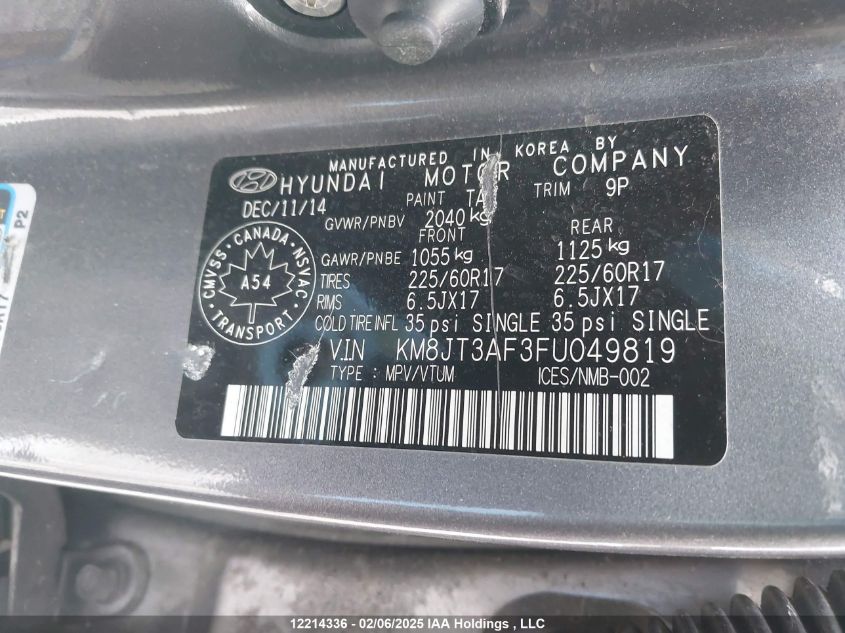 MANUFACTURED IN KOREA BY
HYUNDAI MOTOR COMPANY
DEC/11/14 PAINT TRIM 9P
GVWR/PNBV 2040 kg
FRONT REAR
GAWR/PNBE 1055 kg 1125 kg
TIRES 225/60R17 225/60R17
RIMS 6.5JX17 6.5JX17
COLD TIRE INFL 35 psi SINGLE 35 psi SINGLE
V.I.N KM8JT3AF3FU049819
TYPE : MPV/VTUM ICES/NMB-002
CMVSS • CANADA • NSVAC • TRANSPORT •
A54
P2
12214336 - 02/06/2025 IAA Holdings , LLC